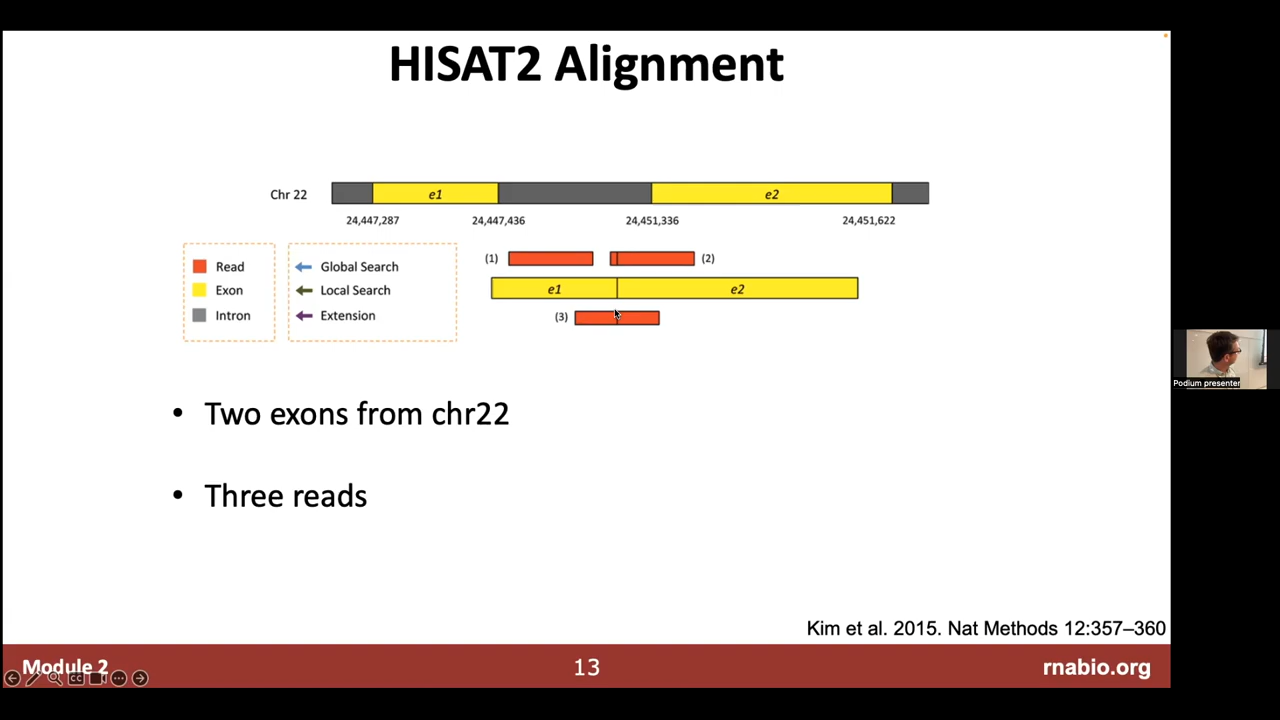 HISAT2 Alignment
Chr 22
e1
e2
24,447,287
24,447,436
24,451,336
24,451,622
Read
Exon
Intron
Global Search
Local Search
Extension
(1)
(2)
e1
e2
(3)
• Two exons from chr22
• Three reads
Kim et al. 2015. Nat Methods 12:357–360
Module 2
13
rnabio.org
CC
Podium presenter